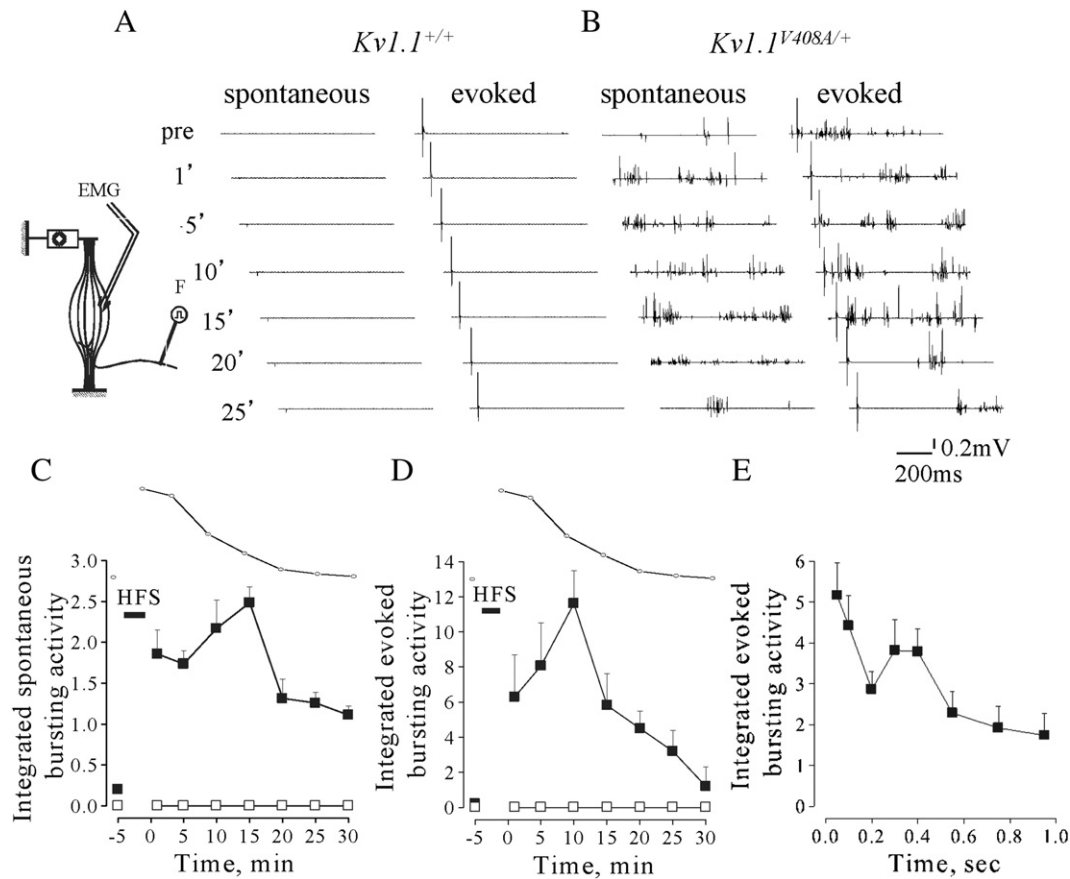 A
B
Kv1.1+/+
Kv1.1V408A/+
spontaneous
evoked
spontaneous
evoked
pre
1’
5’
10’
15’
20’
25’
EMG
F
0.2mV
200ms
C
D
E
Integrated spontaneous
bursting activity
3.0
2.5
2.0
1.5
1.0
0.5
0.0
HFS
-5 0 5 10 15 20 25 30
Time, min
Integrated evoked
bursting activity
14
12
10
8
6
4
2
0
HFS
-5 0 5 10 15 20 25 30
Time, min
Integrated evoked
bursting activity
6
5
4
3
2
1
0
0.0 0.2 0.4 0.6 0.8 1.0
Time, sec